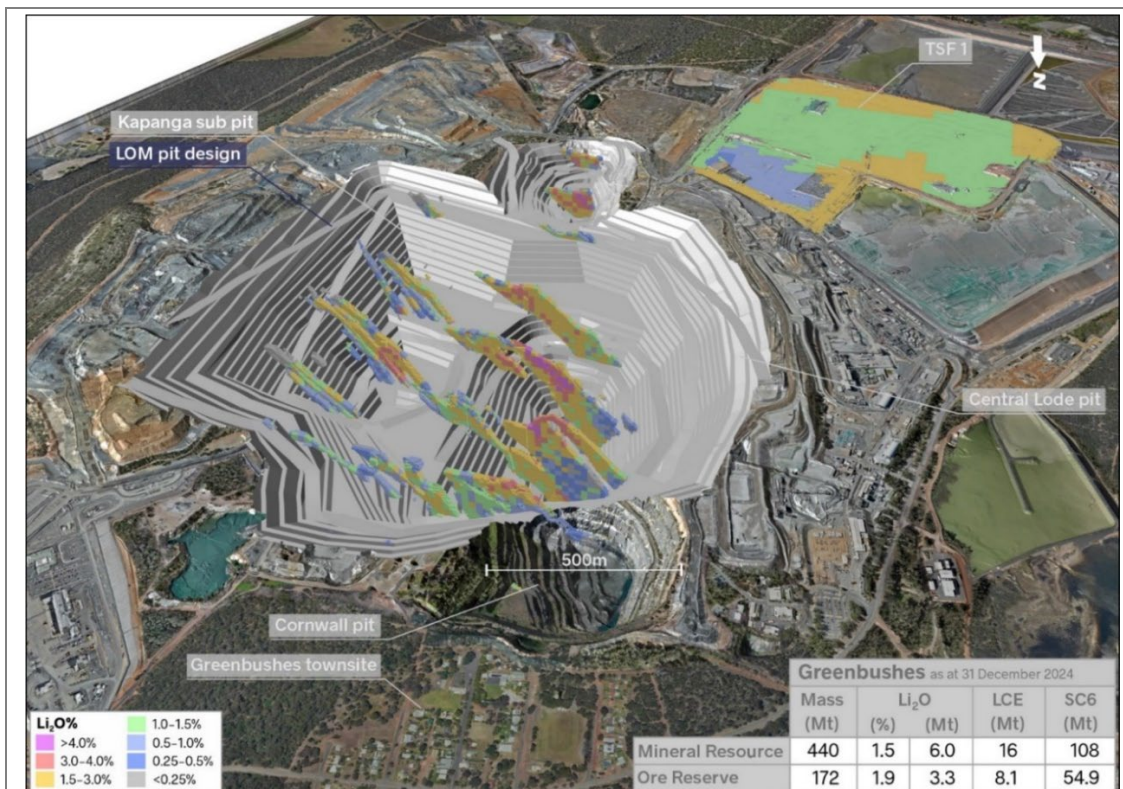 TSF 1
N
Kapanga sub pit
LOM pit design
Central Lode pit
500m
Cornwall pit
Greenbushes townsite
Li₂O%
>4.0%
3.0-4.0%
1.5-3.0%
1.0-1.5%
0.5-1.0%
0.25-0.5%
<0.25%
Greenbushes as at 31 December 2024
Mass Li₂O LCE SC6
(Mt) (%) (Mt) (Mt) (Mt)
Mineral Resource 440 1.5 6.0 16 108
Ore Reserve 172 1.9 3.3 8.1 54.9